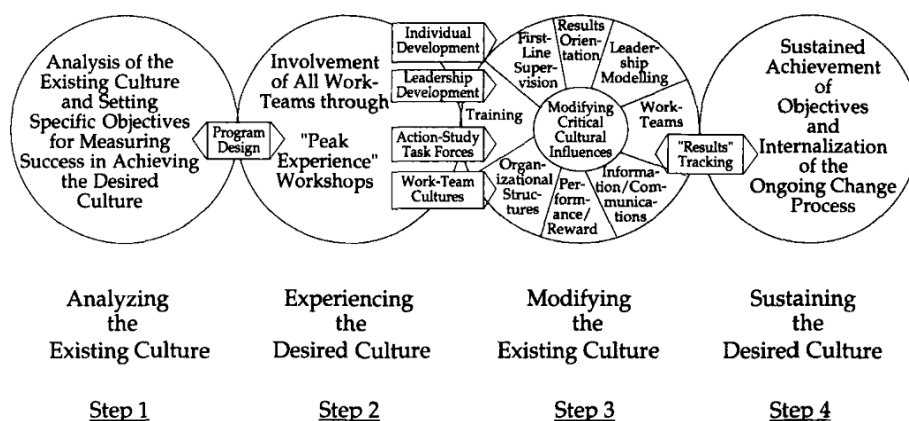 Analysis of the
Existing Culture
and Setting
Specific Objectives
for Measuring
Success in Achieving
the Desired
Culture
Program
Design
Involvement
of All Work-
Teams through
"Peak
Experience"
Workshops
Individual
Development
Leadership
Development
Training
Action-Study
Task Forces
Work-Team
Cultures
First-
Line
Super-
vision
Results
Orien-
tation
Leader-
ship
Modelling
Work-
Teams
Modifying
Critical
Cultural
Influences
Organizational
Struc-
tures
Per-
form-
ance/
Reward
Information/Com-
munica-
tions
"Results"
Tracking
Sustained
Achievement
of
Objectives
and
Internalization
of the
Ongoing Change
Process
Analyzing
the
Existing Culture
Experiencing
the
Desired Culture
Modifying
the
Existing Culture
Sustaining
the
Desired Culture
Step 1
Step 2
Step 3
Step 4